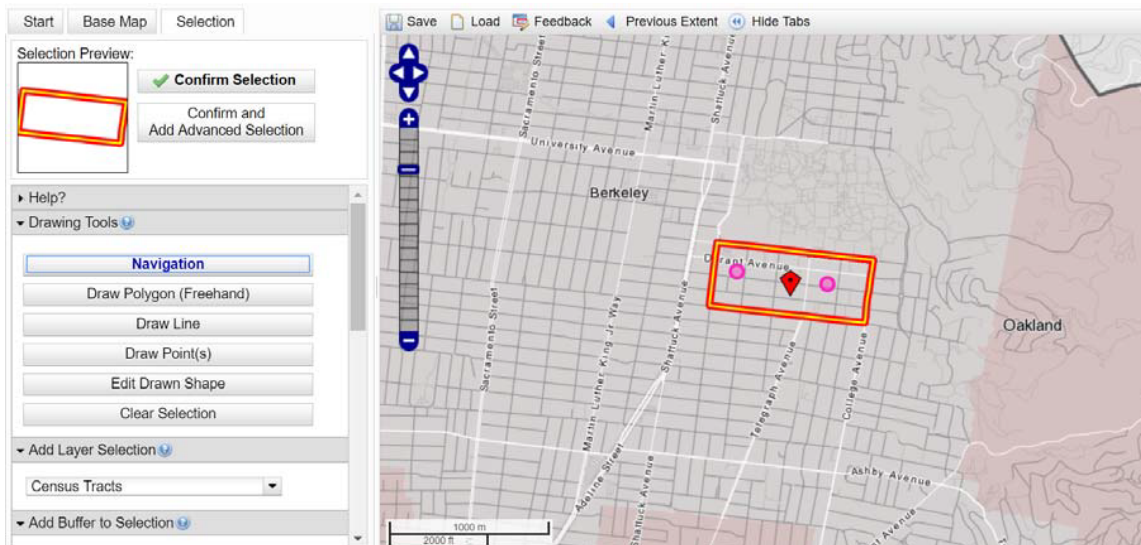 Start
Base Map
Selection
Save
Load
Feedback
Previous Extent
Hide Tabs
Selection Preview:
Confirm Selection
Confirm and
Add Advanced Selection
Help?
Drawing Tools
Navigation
Draw Polygon (Freehand)
Draw Line
Draw Point(s)
Edit Drawn Shape
Clear Selection
Add Layer Selection
Census Tracts
Add Buffer to Selection
Sacramento Street
Martin Luther K
Shattuck Avenue
University Avenue
Berkeley
Avenue
Oakland
Sacramento Street
Martin Luther King Jr Way
Shattuck Avenue
Telegraph Avenue
College Avenue
Adeline Street
Shattuck Avenue
Ashby Avenue
Avenue
1000 m
2000 ft